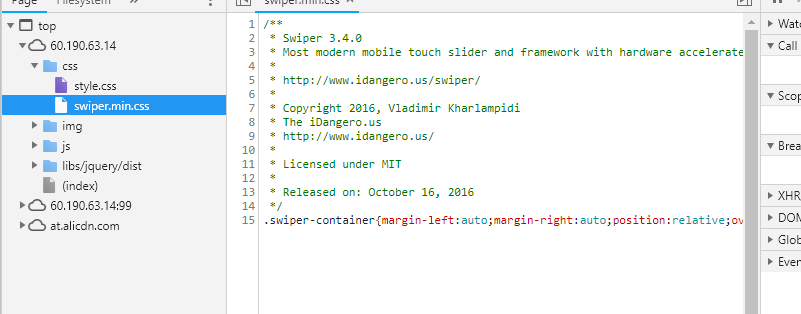 Page
Filesystem
»
swiper.min.css
top
60.190.63.14
css
style.css
swiper.min.css
img
js
libs/jquery/dist
(index)
60.190.63.14:99
at.alicdn.com
1 /**
2 * Swiper 3.4.0
3 * Most modern mobile touch slider and framework with hardware accelerate
4 *
5 * http://www.idangero.us/swiper/
6 *
7 * Copyright 2016, Vladimir Kharlampidi
8 * The iDangero.us
9 * http://www.idangero.us/
10 *
11 * Licensed under MIT
12 *
13 * Released on: October 16, 2016
14 */
15 .swiper-container{margin-left:auto;margin-right:auto;position:relative;ov
Watc
Call
Scop
Brea
XHR
DOM
Glob
Even